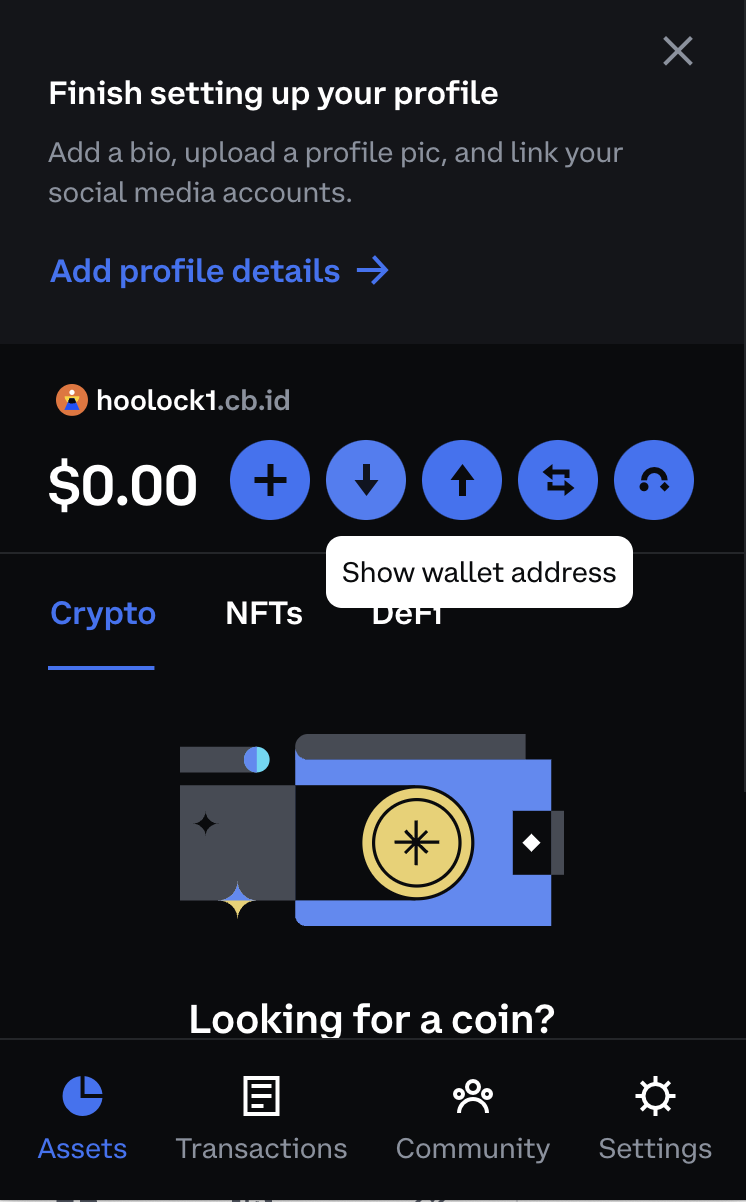 Finish setting up your profile
Add a bio, upload a profile pic, and link your
social media accounts.
Add profile details
hoolock1.cb.id
$0.00
Show wallet address
Crypto NFTs DeFi
Looking for a coin?
Assets Transactions Community Settings